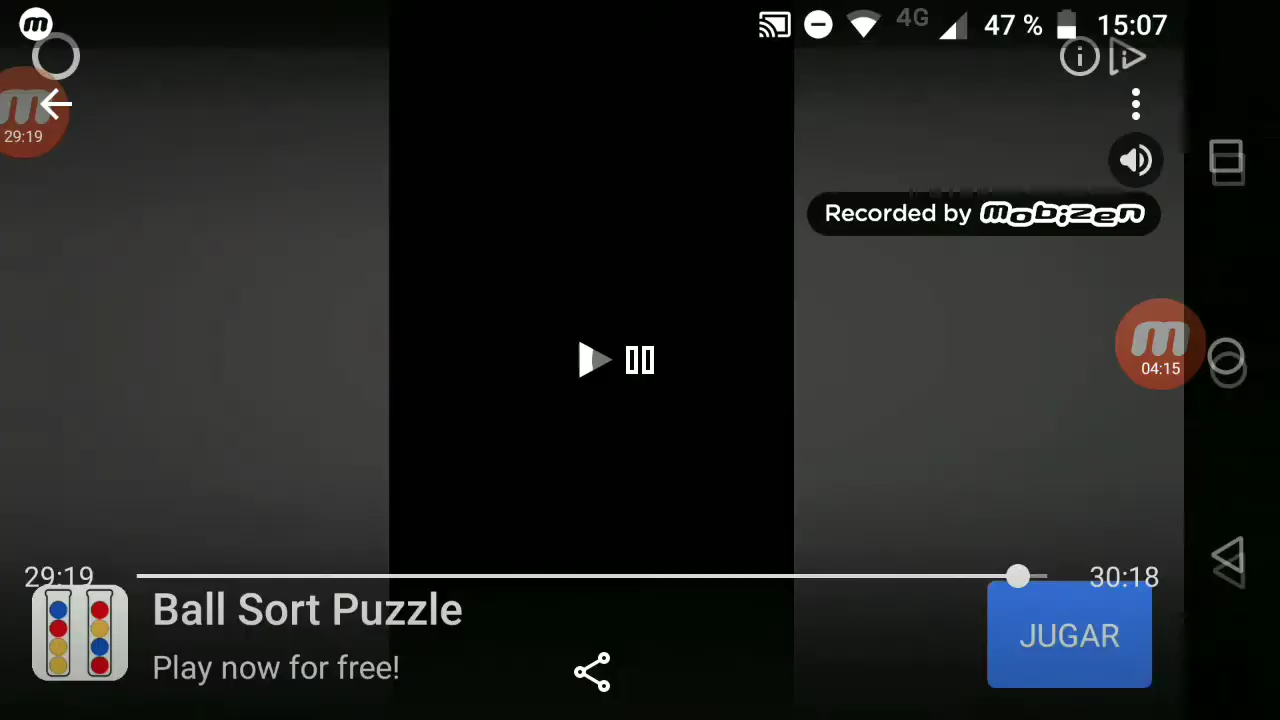 m
4G
47 %
15:07
m
29:19
Recorded by mobizen
m
04:15
29:19
30:18
Ball Sort Puzzle
Play now for free!
JUGAR